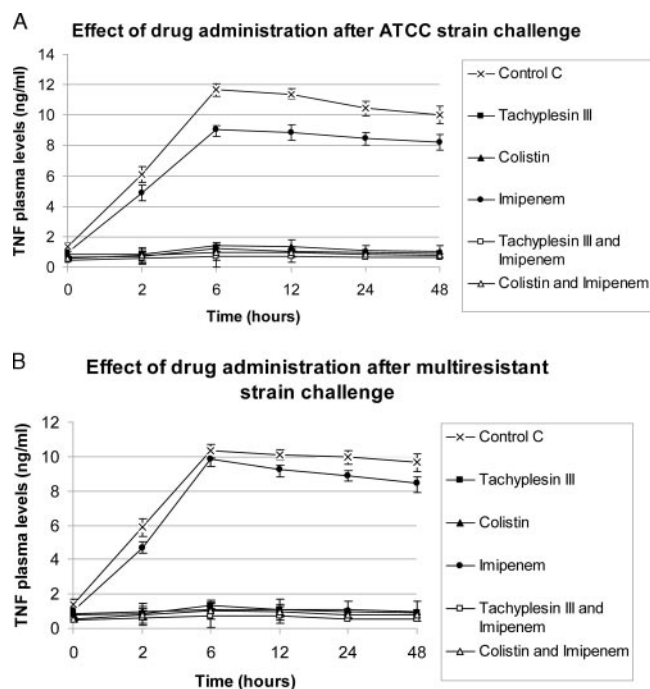 A
Effect of drug administration after ATCC strain challenge
TNF plasma levels (ng/ml)
14
12
10
8
6
4
2
0
0 2 6 12 24 48
Time (hours)
Control C
Tachyplesin III
Colistin
Imipenem
Tachyplesin III and
Imipenem
Colistin and Imipenem
B
Effect of drug administration after multiresistant
strain challenge
TNF plasma levels (ng/ml)
12
10
8
6
4
2
0
0 2 6 12 24 48
Time (hours)
Control C
Tachyplesin III
Colistin
Imipenem
Tachyplesin III and
Imipenem
Colistin and Imipenem